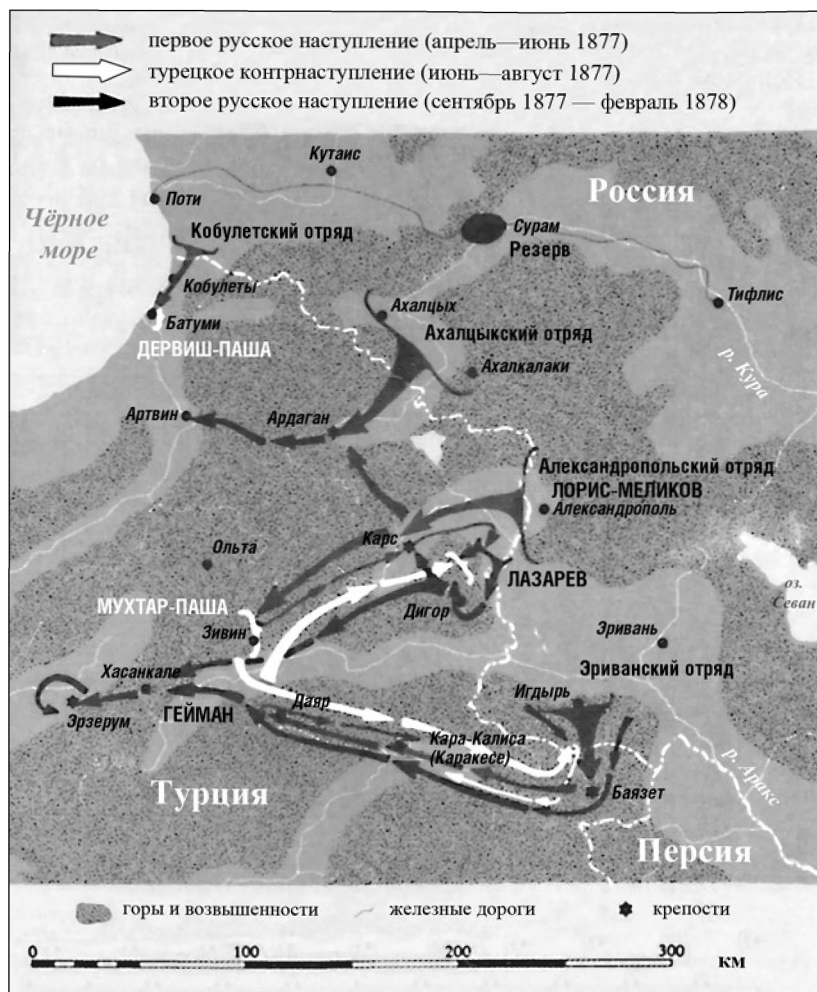 первое русское наступление (апрель—июнь 1877)
турецкое контрнаступление (июнь—август 1877)
второе русское наступление (сентябрь 1877 — февраль 1878)
Кутаис
Поти
Россия
Чёрное
море
Кобулетский отряд
Сурам
Резерв
Кобулеты
Тифлис
Ахалцых
Батуми
Ахалцыкский отряд
ДЕРВИШ-ПАША
Ахалкалаки
р. Кура
Артвин
Ардаган
Александропольский отряд
ЛОРИС-МЕЛИКОВ
Александрополь
Карс
Ольта
ЛАЗАРЕВ
оз.
Севан
МУХТАР-ПАША
Дигор
Зивин
Эривань
Хасанкале
Эриванский отряд
Игдырь
Даяр
Эрзерум
ГЕЙМАН
Кара-Калиса
(Каракесе)
р. Аракс
Турция
Баязет
Персия
горы и возвышенности
железные дороги
крепости
0
100
200
300
км